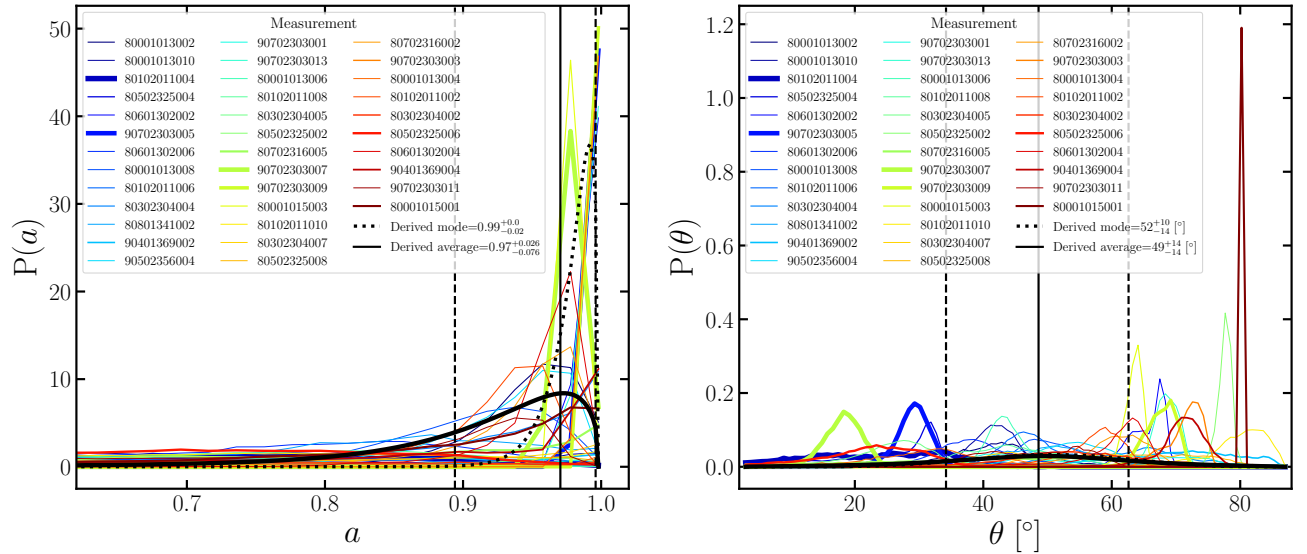 Measurement
80001013002 90702303001 80702316002
80001013010 90702303013 90702303003
80102011004 80001013006 80001013004
80502325004 80102011008 80102011002
80601302002 80302304005 80302304002
90702303005 80502325002 80502325006
80601302006 80702316005 80601302004
80001013008 90702303007 90401369004
80102011006 90702303009 90702303011
80302304004 80001015003 80001015001
80801341002 80102011010 Derived mode=0.99+0.0−0.02
90401369002 80302304007 Derived average=0.97+0.026−0.076
90502356004 80502325008
P(a)
50
40
30
20
10
0
0.7 0.8 0.9 1.0
a
Measurement
80001013002 90702303001 80702316002
80001013010 90702303013 90702303003
80102011004 80001013006 80001013004
80502325004 80102011008 80102011002
80601302002 80302304005 80302304002
90702303005 80502325002 80502325006
80601302006 80702316005 80601302004
80001013008 90702303007 90401369004
80102011006 90702303009 90702303011
80302304004 80001015003 80001015001
80801341002 80102011010 Derived mode=52+10−14 [°]
90401369002 80302304007 Derived average=49+14−14 [°]
90502356004 80502325008
P(θ)
1.2
1.0
0.8
0.6
0.4
0.2
0.0
20 40 60 80
θ [°]